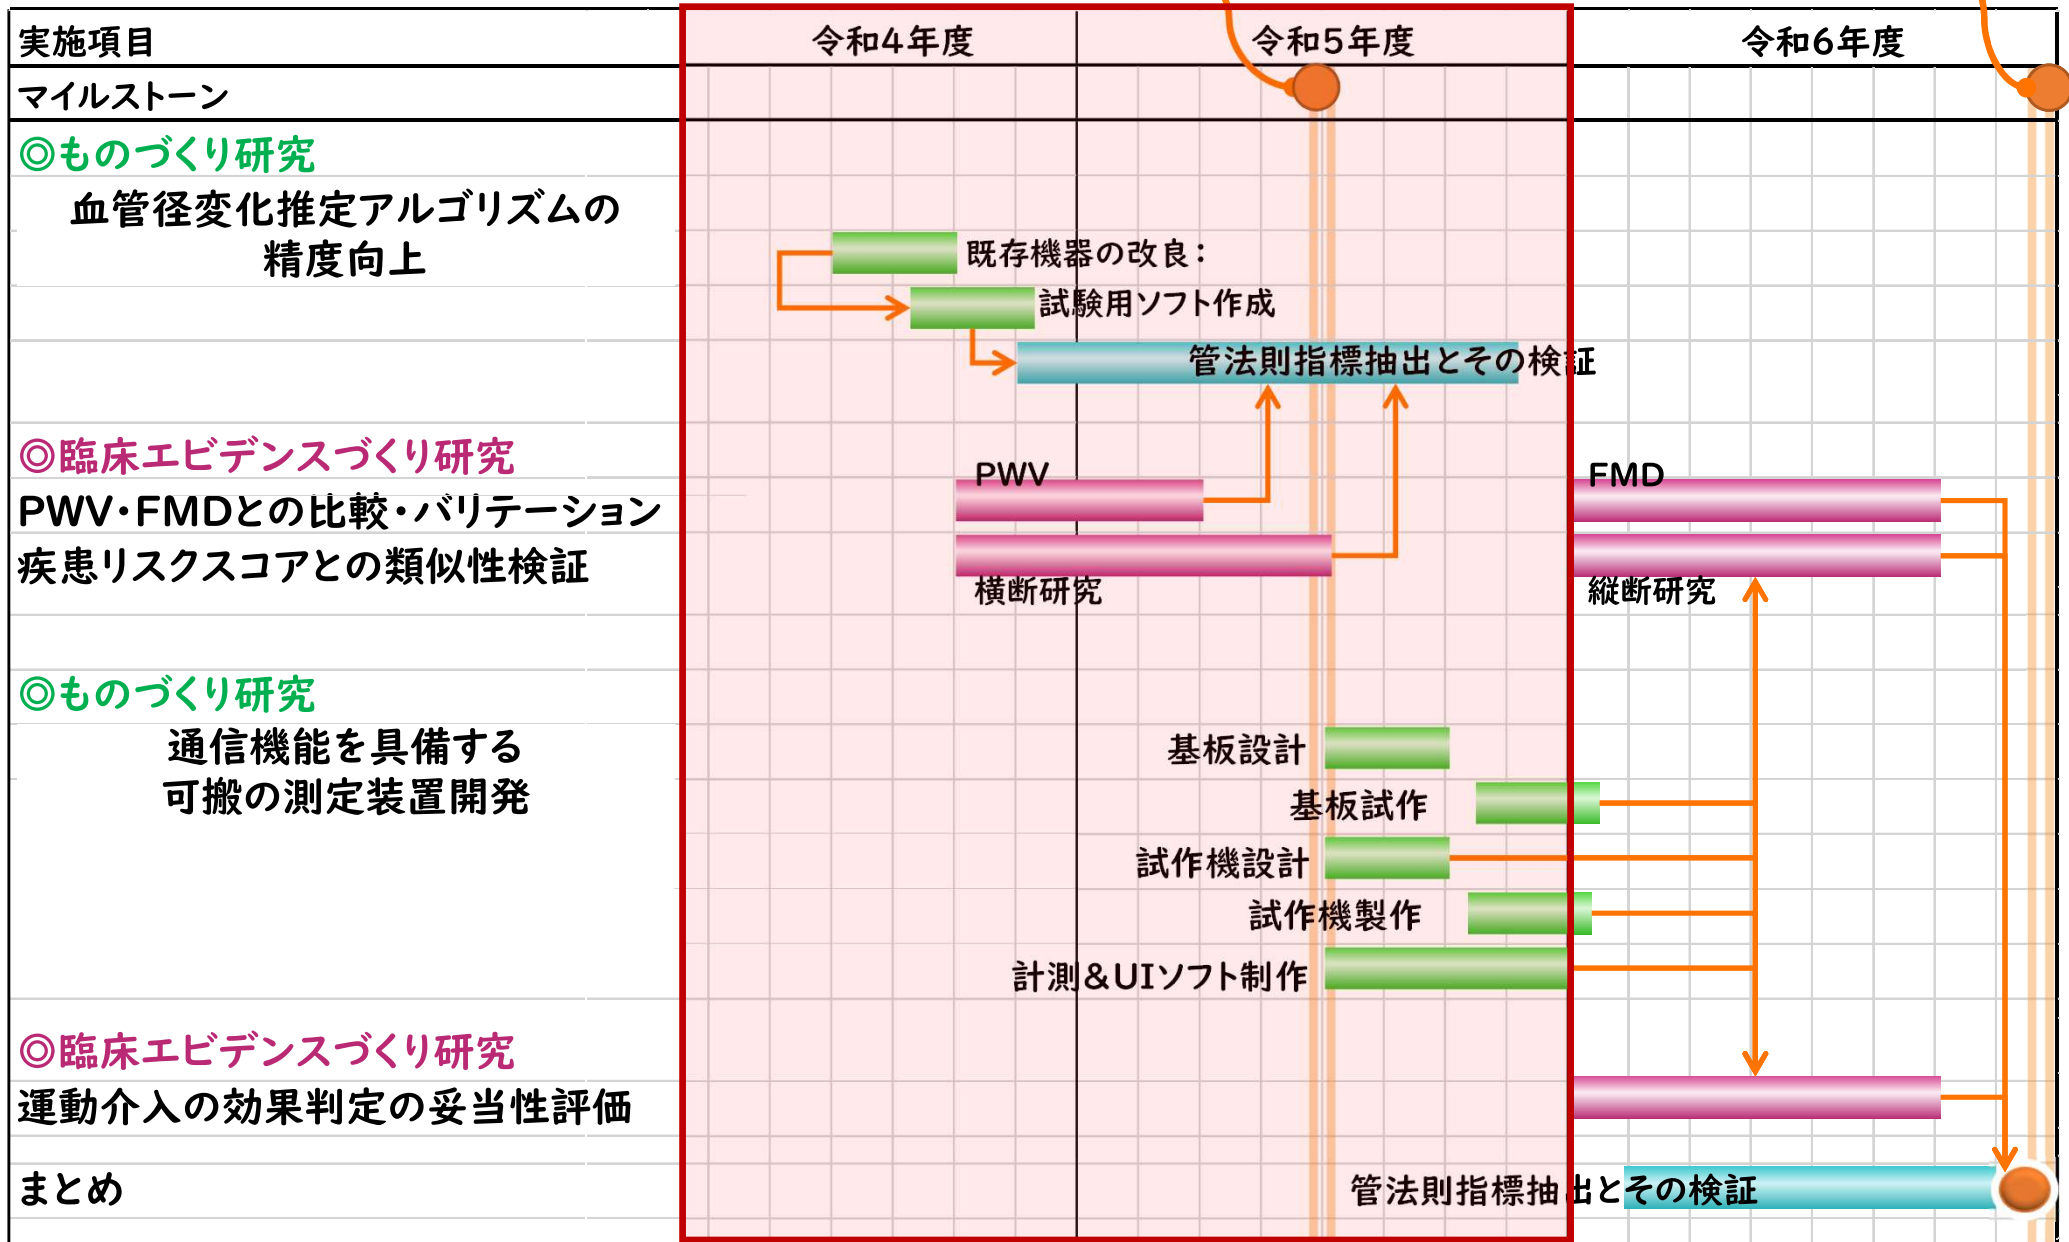 実施項目
令和4年度
令和5年度
令和6年度
マイルストーン
◎ものづくり研究
血管径変化推定アルゴリズムの
精度向上
既存機器の改良：
試験用ソフト作成
管法則指標抽出とその検証
◎臨床エビデンスづくり研究
PWV
FMD
PWV・FMDとの比較・バリテーション
疾患リスクスコアとの類似性検証
横断研究
縦断研究
◎ものづくり研究
通信機能を具備する
可搬の測定装置開発
基板設計
基板試作
試作機設計
試作機製作
計測&UIソフト制作
◎臨床エビデンスづくり研究
運動介入の効果判定の妥当性評価
まとめ
管法則指標抽出とその検証